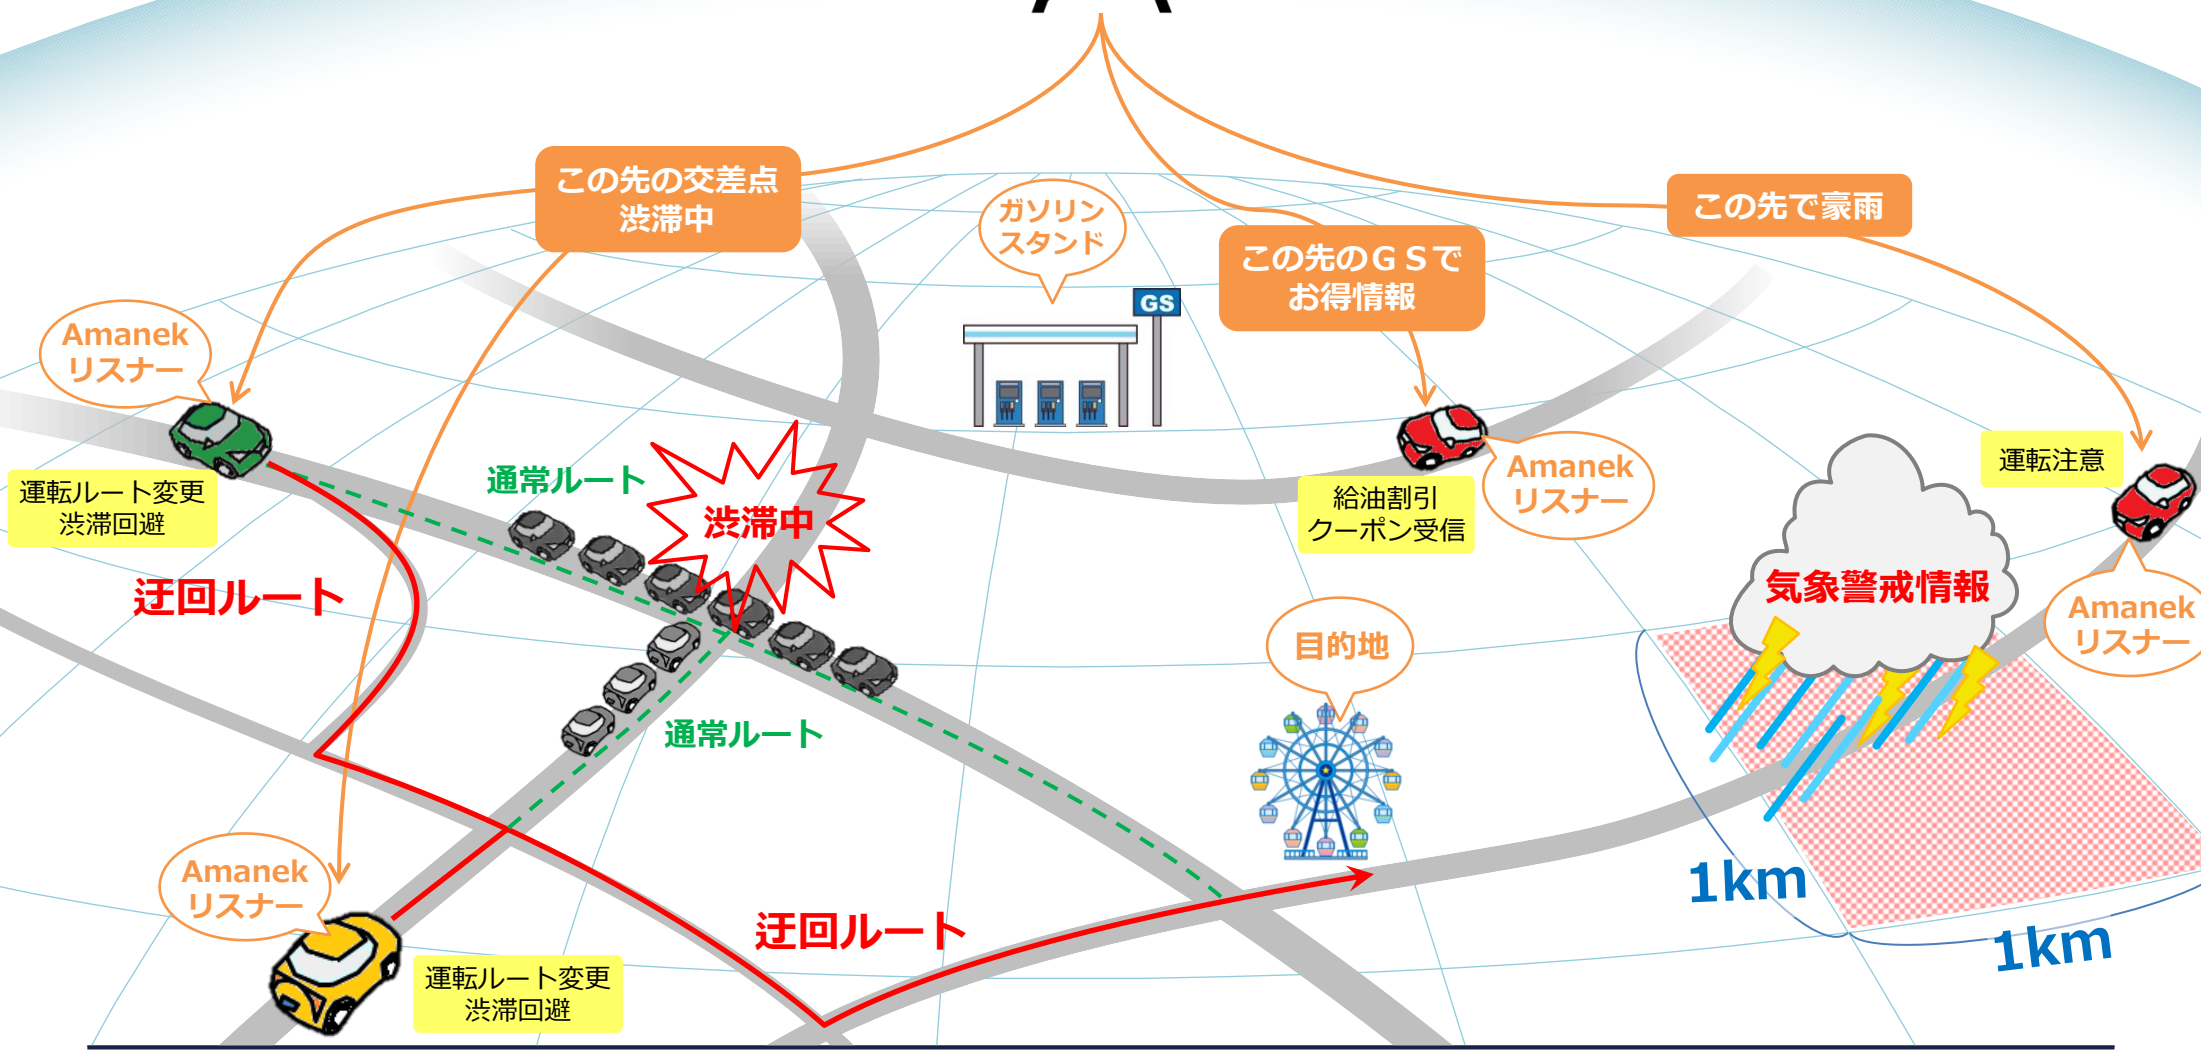 この先の交差点
渋滞中
ガソリン
スタンド
この先で豪雨
この先のＧＳで
お得情報
GS
Amanek
リスナー
運転ルート変更
渋滞回避
通常ルート
渋滞中
給油割引
クーポン受信
Amanek
リスナー
運転注意
迂回ルート
気象警戒情報
Amanek
リスナー
目的地
通常ルート
Amanek
リスナー
運転ルート変更
渋滞回避
迂回ルート
1km
1km